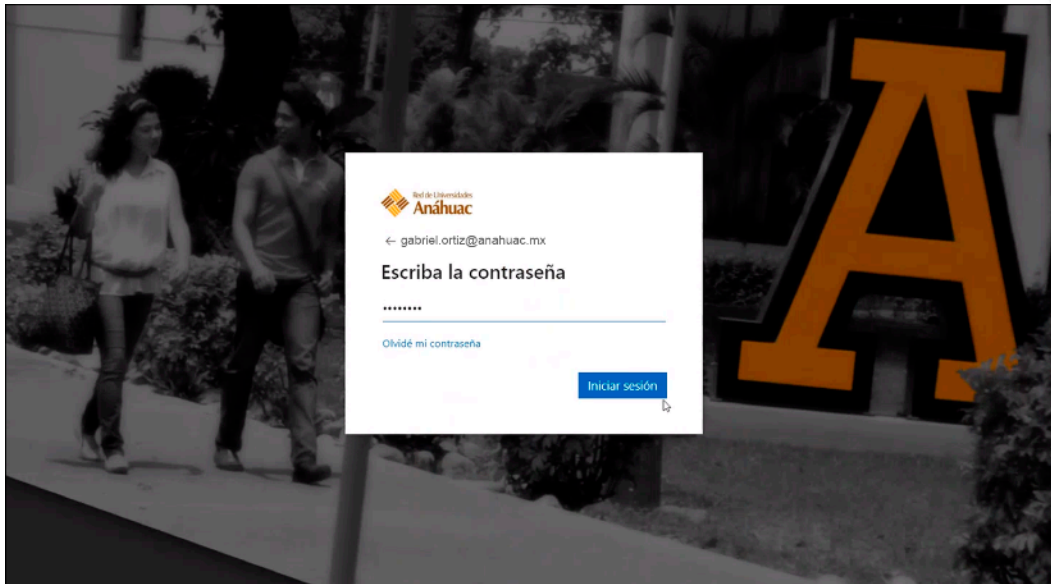 Red de Universidades
Anáhuac
← gabriel.ortiz@anahuac.mx
Escriba la contraseña
••••••••
Olvidé mi contraseña
Iniciar sesión
A